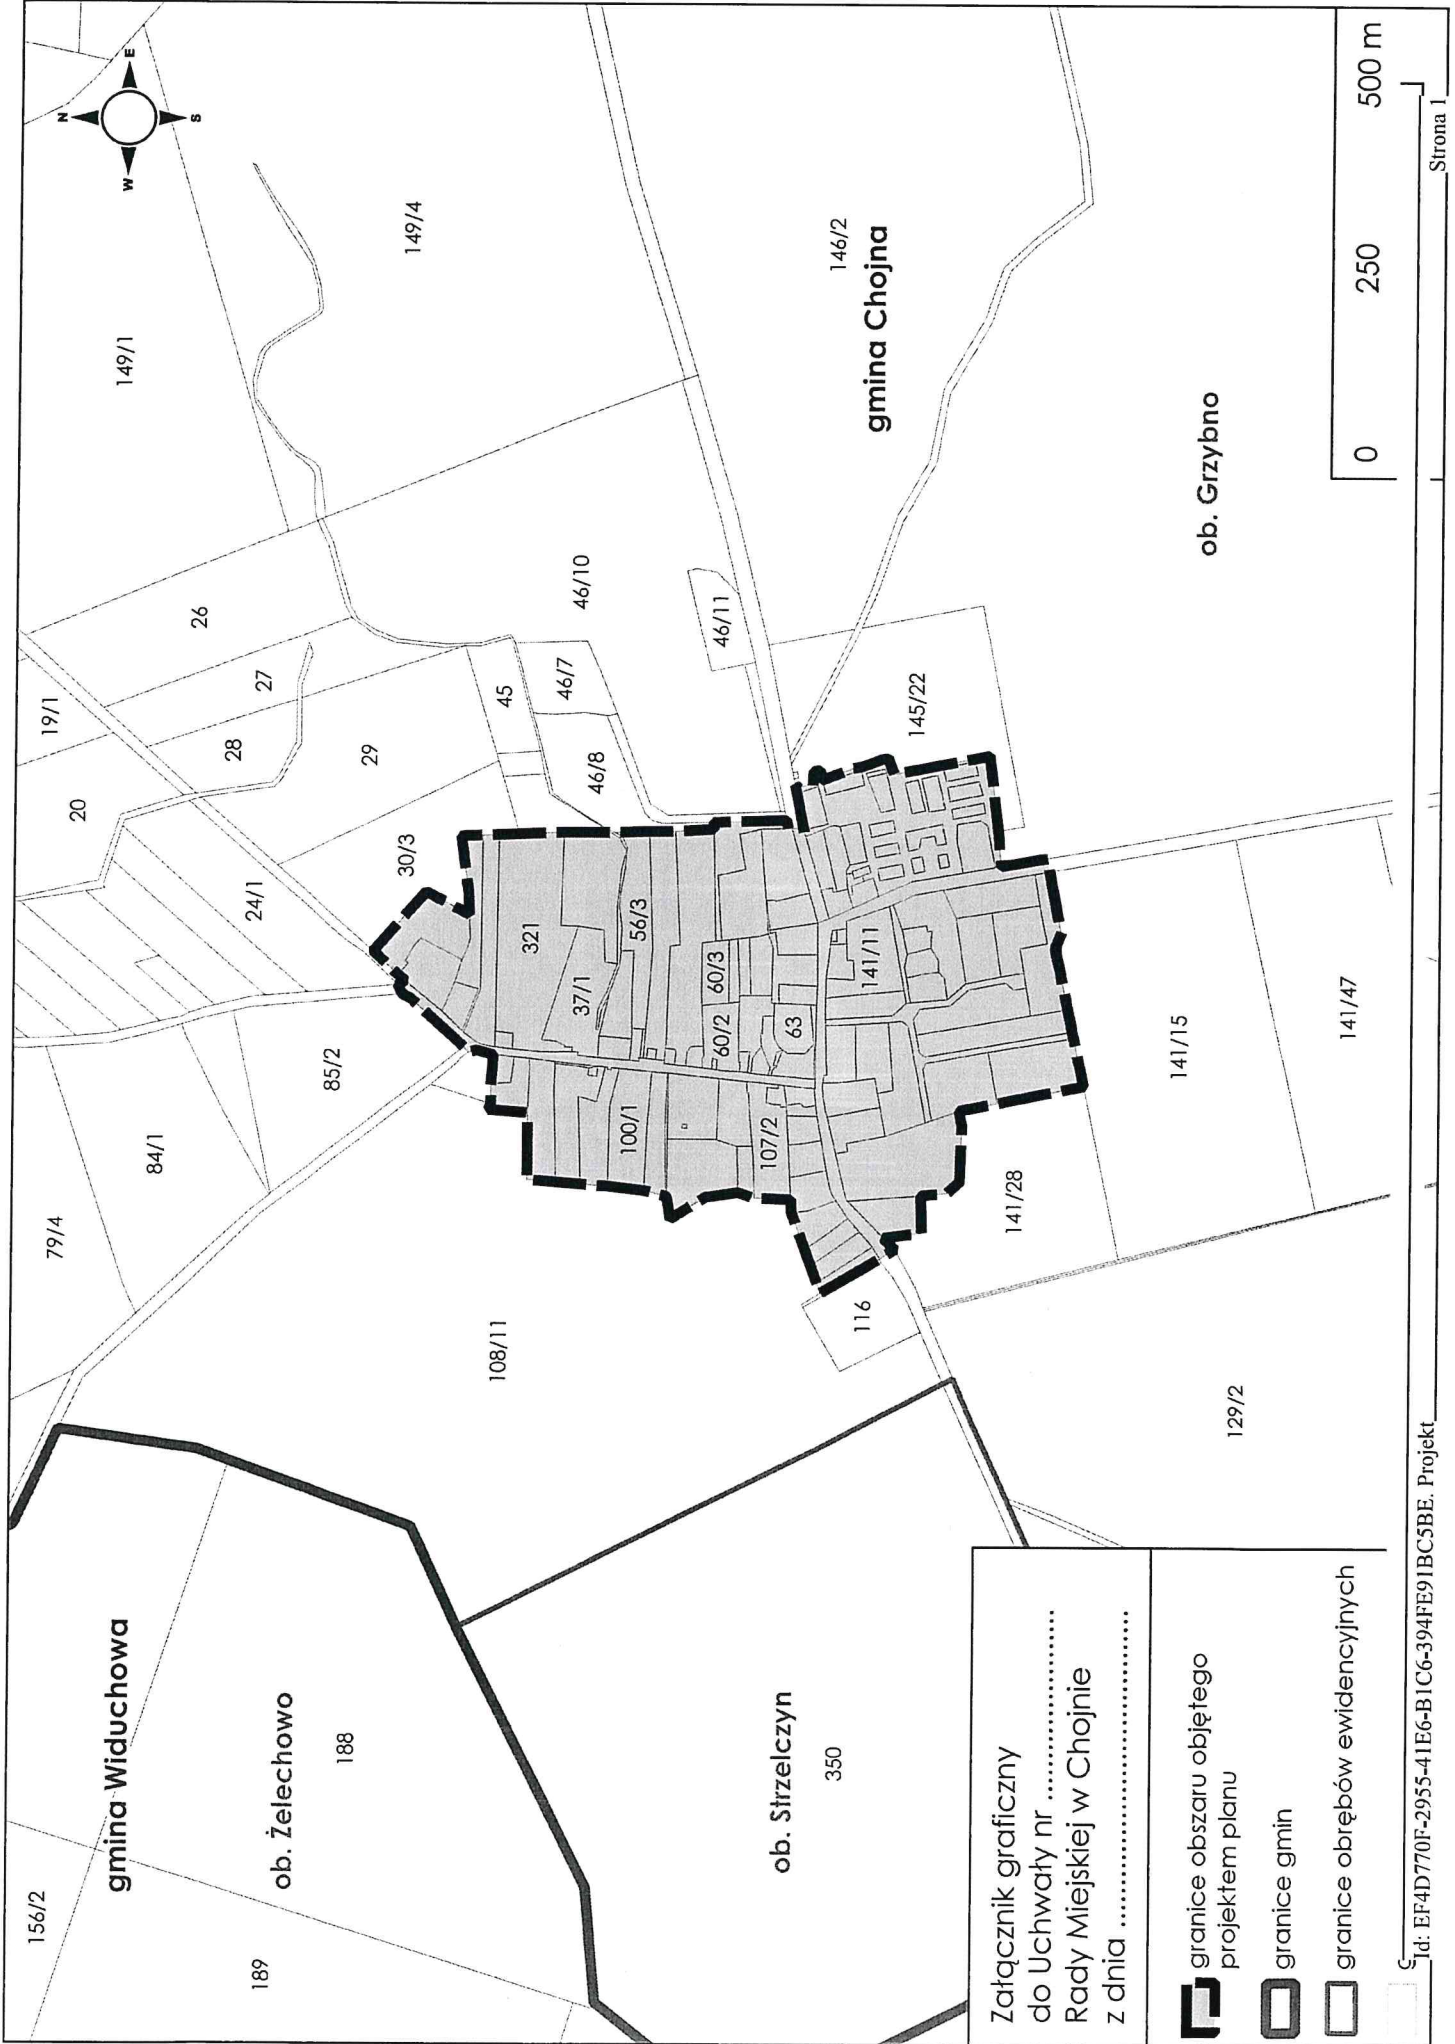 156/2
gmina Widuchowa
79/4
20
19/1
149/1
N
W
E
S
84/1
28
27
26
189
ob. Żelechowo
188
85/2
24/1
29
30/3
149/4
108/11
321
45
46/7
46/10
46/8
37/1
100/1
56/3
60/3
60/2
46/11
107/2
63
ob. Strzelczyn
350
116
141/11
146/2
gmina Chojna
145/22
141/28
141/15
129/2
141/47
ob. Grzybno
Załącznik graficzny
do Uchwały nr ........................
Rady Miejskiej w Chojnie
z dnia ....................................
granice obszaru objętego
projektem planu
granice gmin
granice obrębów ewidencyjnych
0 250 500 m
Id: EF4D770F-2955-41E6-B1C6-394FE91BC5BE. Projekt
Strona 1